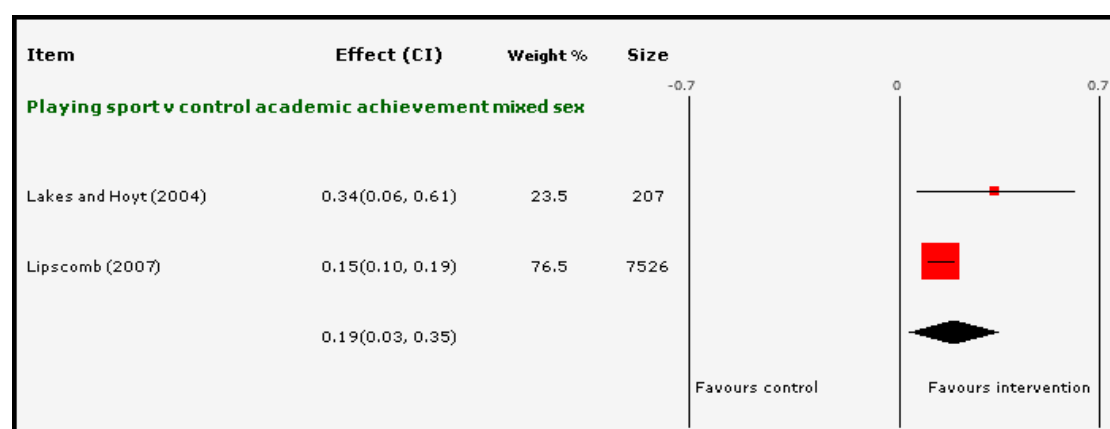 Item Effect (CI) Weight % Size
-0.7 0 0.7
Playing sport v control academic achievement mixed sex
Lakes and Hoyt (2004) 0.34(0.06, 0.61) 23.5 207
Lipscomb (2007) 0.15(0.10, 0.19) 76.5 7526
0.19(0.03, 0.35)
Favours control Favours intervention